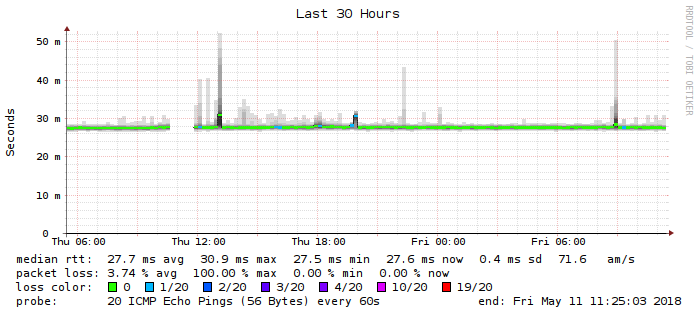 Last 30 Hours
RRDTOOL / TOBI OETIKER
Seconds
50 m
40 m
30 m
20 m
10 m
0
Thu 06:00 Thu 12:00 Thu 18:00 Fri 00:00 Fri 06:00
median rtt: 27.7 ms avg 30.9 ms max 27.5 ms min 27.6 ms now 0.4 ms sd 71.6 am/s
packet loss: 3.74 % avg 100.00 % max 0.00 % min 0.00 % now
loss color: 0 1/20 2/20 3/20 4/20 10/20 19/20
probe: 20 ICMP Echo Pings (56 Bytes) every 60s end: Fri May 11 11:25:03 2018